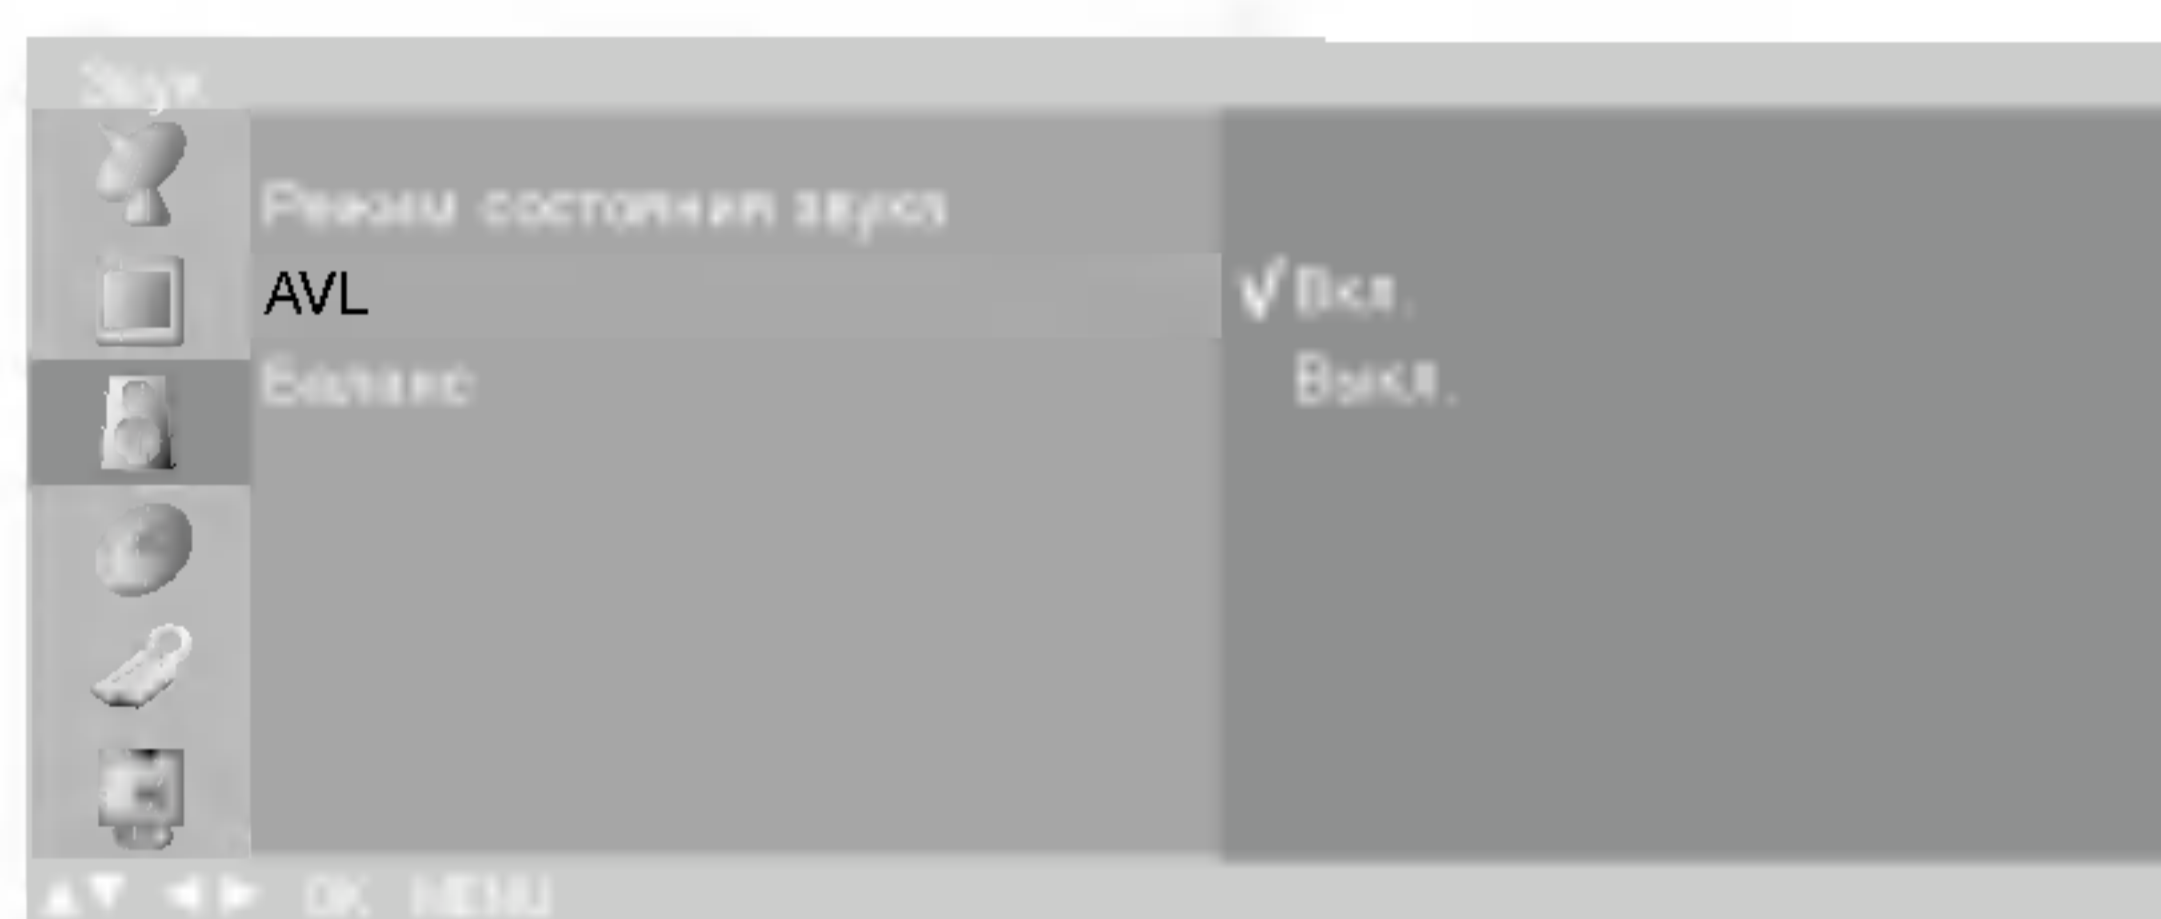 Звук
Режим состояния звука
AVL
Вкл.
Баланс
Выкл.
OK MENU